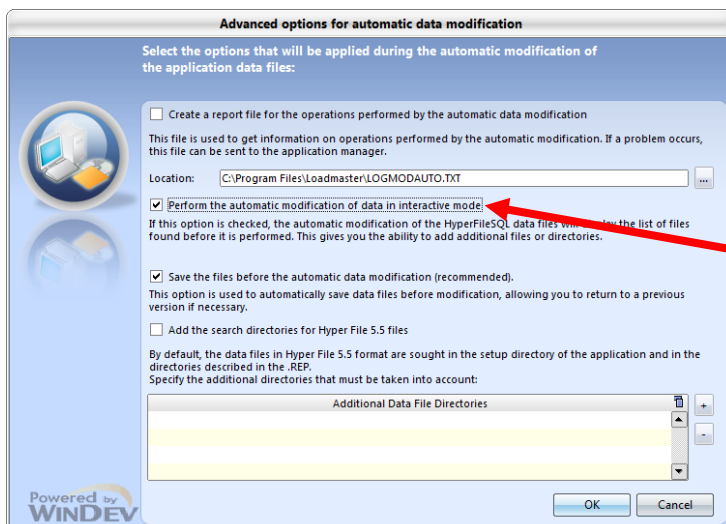 Advanced options for automatic data modification
Select the options that will be applied during the automatic modification of
the application data files:
Create a report file for the operations performed by the automatic data modification
This file is used to get information on operations performed by the automatic modification. If a problem occurs,
this file can be sent to the application manager.
Location: C:\Program Files\Loadmaster\LOGMODAUTO.TXT ...
Perform the automatic modification of data in interactive mode
If this option is checked, the automatic modification of the HyperFileSQL data files the list of files
found before it is performed. This gives you the ability to add additional files or directories.
Save the files before the automatic data modification (recommended).
This option is used to automatically save data files before modification, allowing you to return to a previous
version if necessary.
Add the search directories for Hyper File 5.5 files
By default, the data files in Hyper File 5.5 format are sought in the setup directory of the application and in the
directories described in the .REP.
Specify the additional directories that must be taken into account:
Additional Data File Directories
+
-
Powered by
WINDEV
OK Cancel